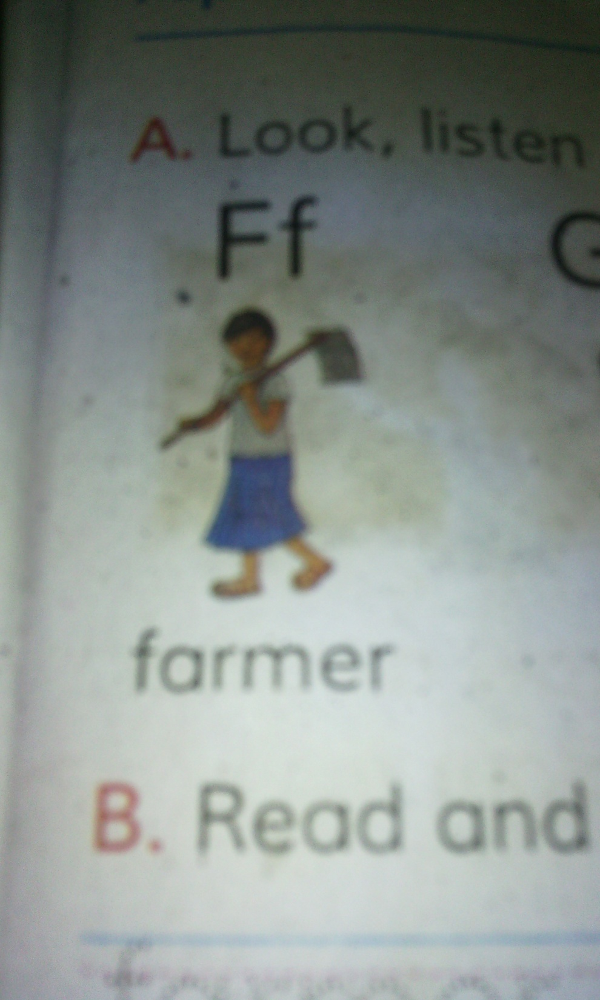 A. Look, listen
Ff G
farmer
B. Read and